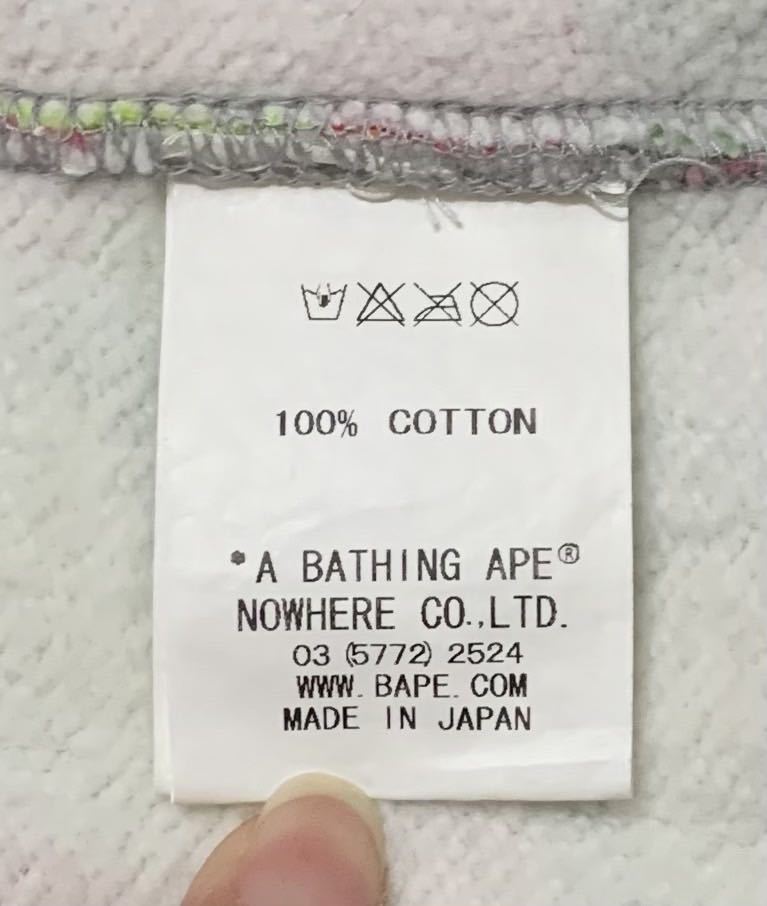 100% COTTON
*A BATHING APE®
NOWHERE CO.,LTD.
03 (5772) 2524
WWW. BAPE. COM
MADE IN JAPAN